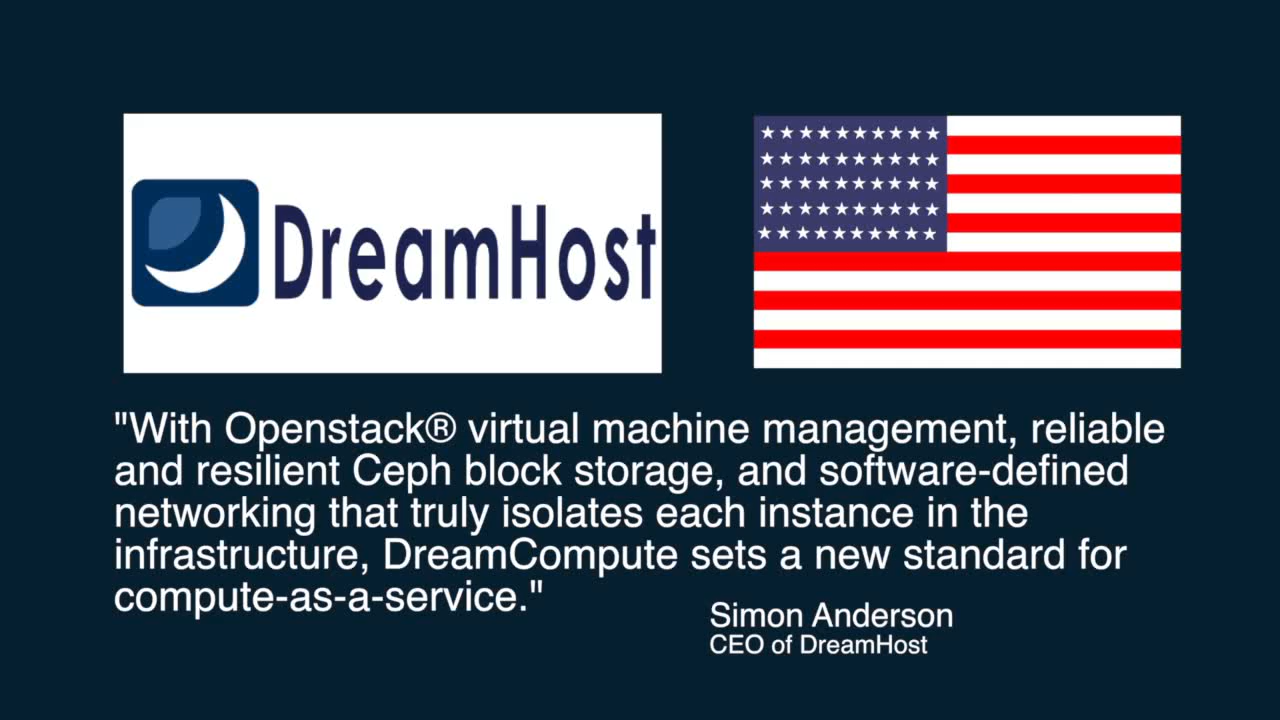 DreamHost
"With Openstack® virtual machine management, reliable
and resilient Ceph block storage, and software-defined
networking that truly isolates each instance in the
infrastructure, DreamCompute sets a new standard for
compute-as-a-service."
Simon Anderson
CEO of DreamHost